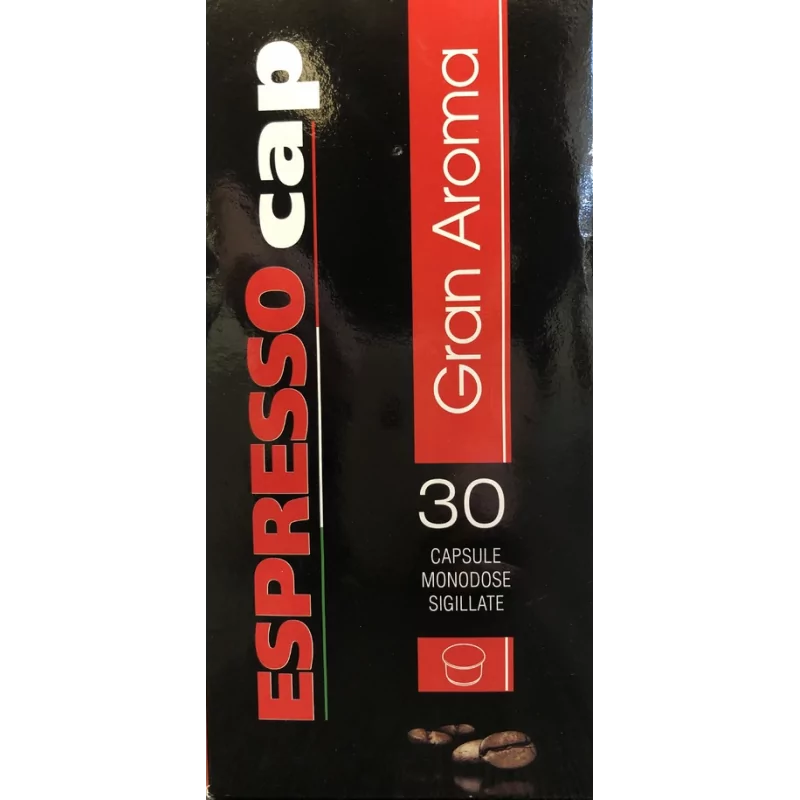 ESPRESSO cap
Gran Aroma
30
CAPSULE
MONODOSE
SIGILLATE